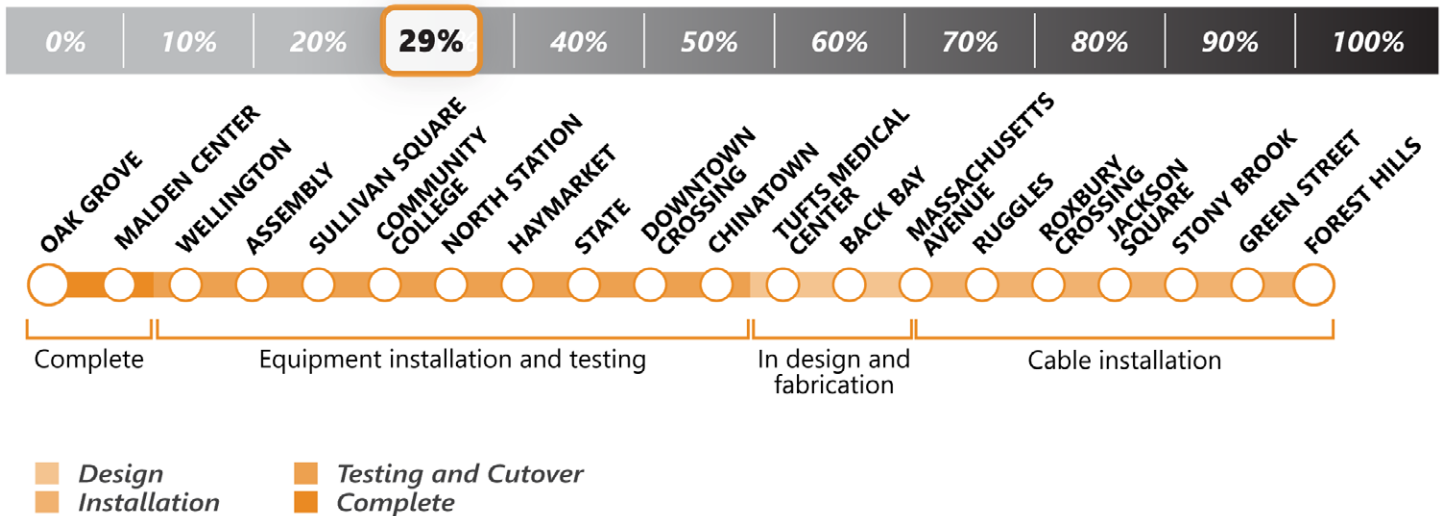 0% 10% 20% 29% 40% 50% 60% 70% 80% 90% 100%
OAK GROVE
MALDEN CENTER
WELLINGTON
ASSEMBLY
SULLIVAN SQUARE
COMMUNITY
COLLEGE
NORTH STATION
HAYMARKET
STATE
DOWNTOWN
CROSSING
CHINATOWN
TUFTS MEDICAL
CENTER
BACK BAY
MASSACHUSETTS
AVENUE
RUGGLES
ROXBURY
CROSSING
JACKSON
SQUARE
STONY BROOK
GREEN STREET
FOREST HILLS
Complete
Equipment installation and testing
In design and
fabrication
Cable installation
Design
Installation
Testing and Cutover
Complete